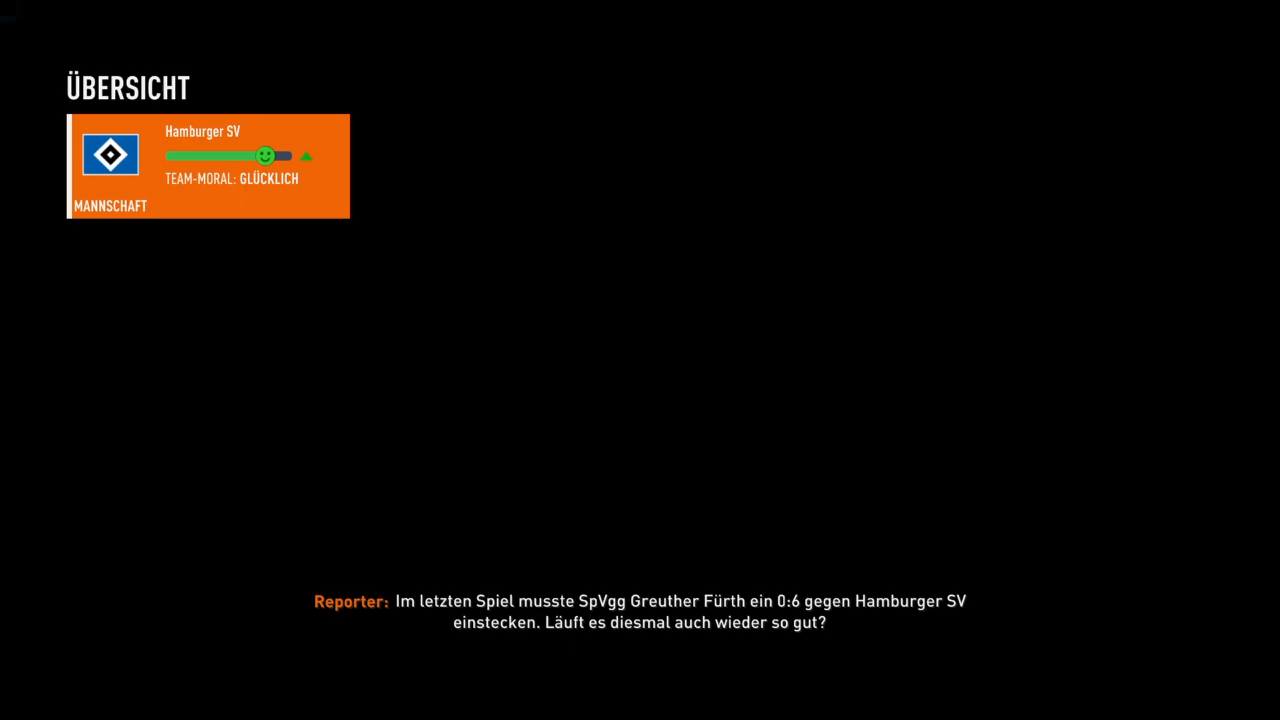 ÜBERSICHT
Hamburger SV
TEAM-MORAL: GLÜCKLICH
MANNSCHAFT
Reporter: Im letzten Spiel musste SpVgg Greuther Fürth ein 0:6 gegen Hamburger SV
einstecken. Läuft es diesmal auch wieder so gut?